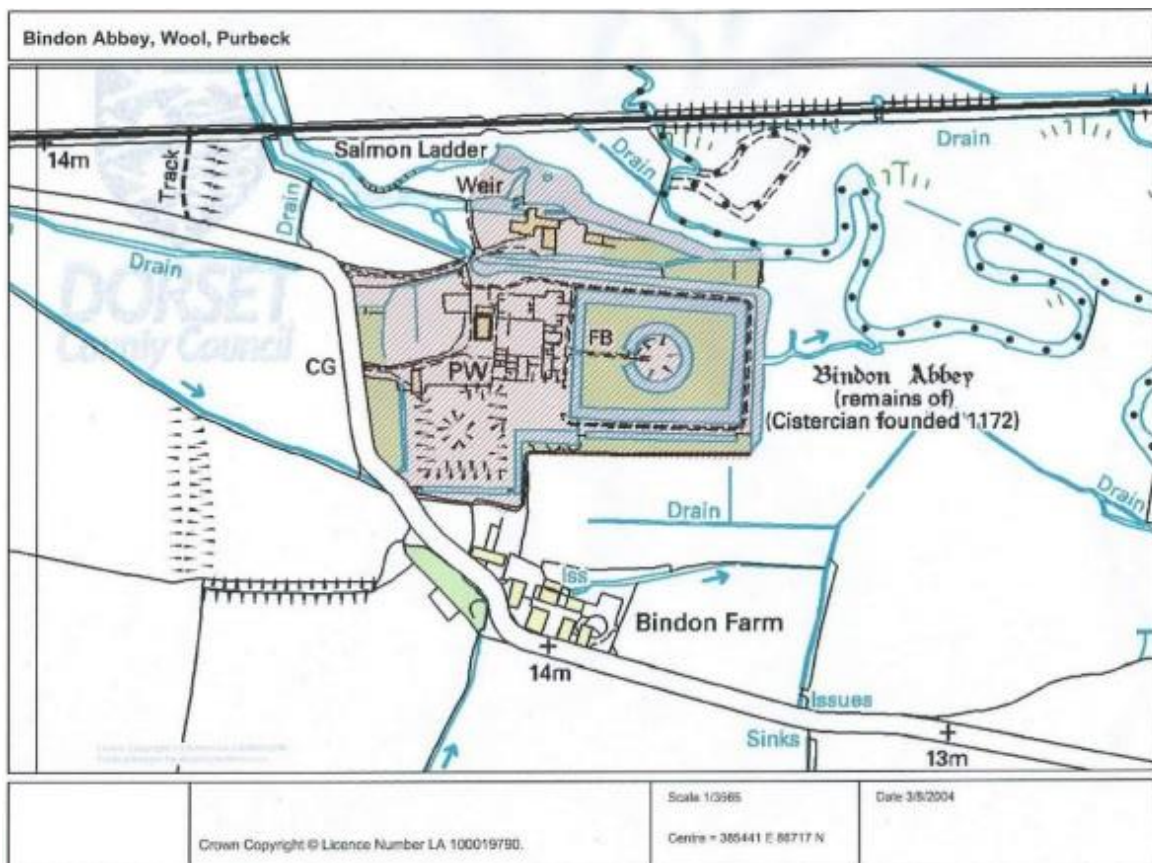 Bindon Abbey, Wool, Purbeck
14m
Track
Salmon Ladder
Weir
Drain
Drain
Drain
Drain
DORSET
County Council
CG
PW
FB
Bindon Abbey
(remains of)
(Cistercian founded 1172)
Drain
Drain
Iss
Bindon Farm
14m
Issues
Sinks
13m
T
T
Crown Copyright © Licence Number LA 100019790.
Scale 1/3565
Centre = 385441 E 86717 N
Date 3/8/2004